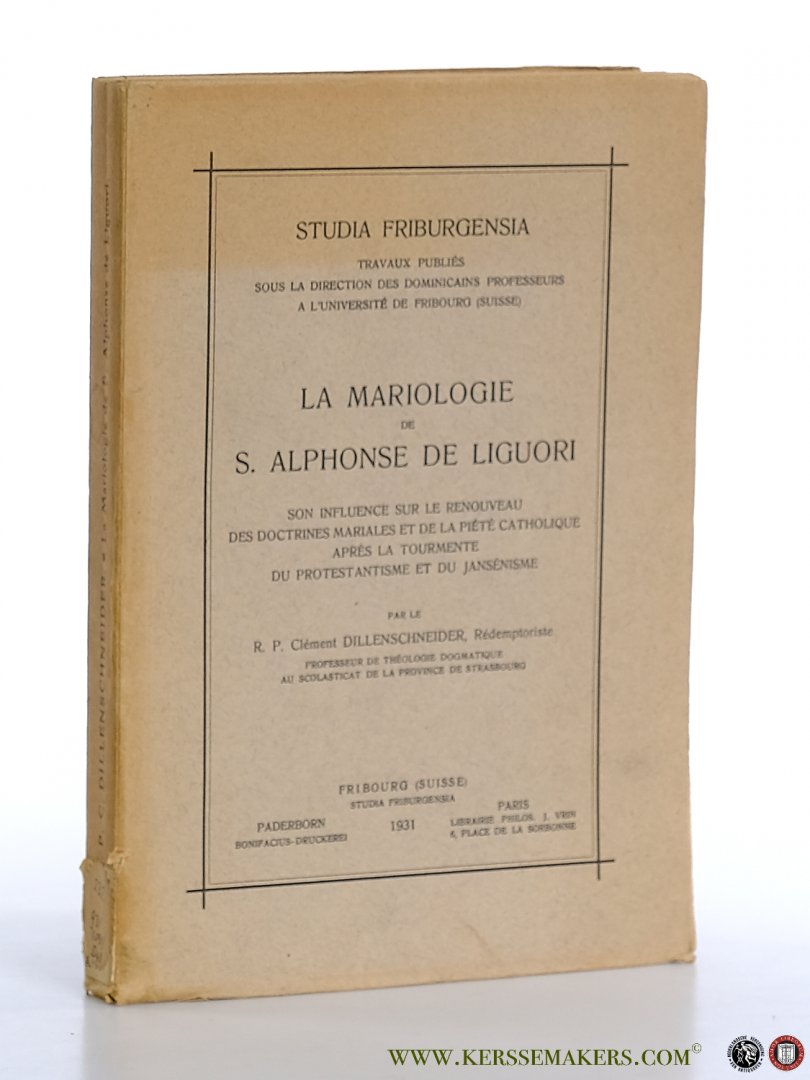 STUDIA FRIBURGENSIA
TRAVAUX PUBLIÉS
SOUS LA DIRECTION DES DOMINICAINS PROFESSEURS
A L'UNIVERSITÉ DE FRIBOURG (SUISSE)
LA MARIOLOGIE
DE
S. ALPHONSE DE LIGUORI
SON INFLUENCE SUR LE RENOUVEAU
DES DOCTRINES MARIALES ET DE LA PIÉTÉ CATHOLIQUE
APRÈS LA TOURMENTE
DU PROTESTANTISME ET DU JANSÉNISME
PAR LE
R. P. Clément DILLENSCHNEIDER, Rédemptoriste
PROFESSEUR DE THÉOLOGIE DOGMATIQUE
AU SCOLASTICAT DE LA PROVINCE DE STRASBOURG
FRIBOURG (SUISSE)
STUDIA FRIBURGENSIA
PADERBORN
BONIFACIUS-DRUCKEREI
1931
PARIS
LIBRAIRIE PHILOS. J. VRIN
6, PLACE DE LA SORBONNE
P. C. DILLENSCHNEIDER La Mariologie de S. Alphonse de Liguori
WWW.KERSSEMAKERS.COM©